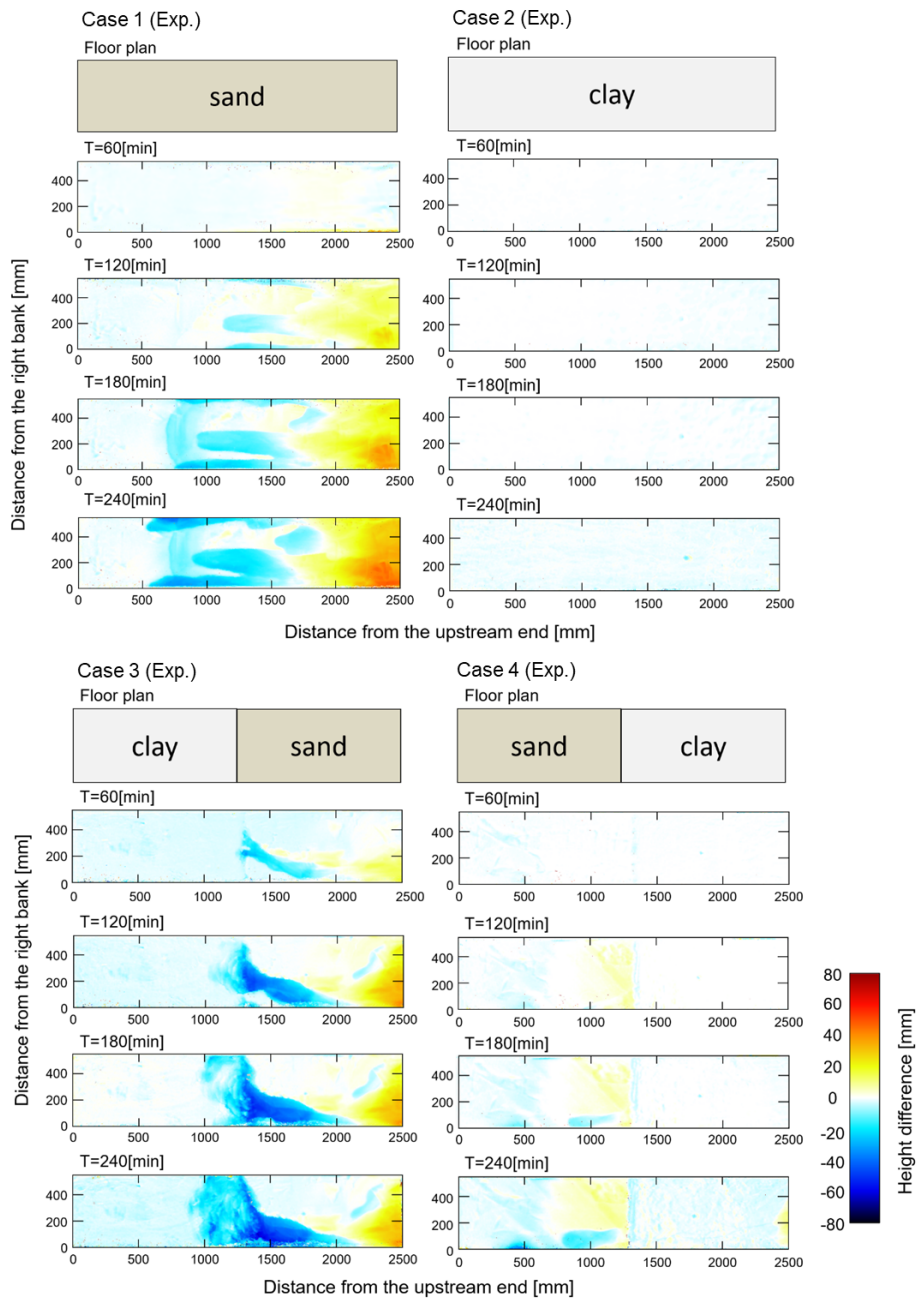 Case 1 (Exp.)
Floor plan
sand
T=60[min]
400
200
0
0 500 1000 1500 2000 2500
T=120[min]
400
200
0
0 500 1000 1500 2000 2500
T=180[min]
400
200
0
0 500 1000 1500 2000 2500
T=240[min]
400
200
0
0 500 1000 1500 2000 2500
Case 2 (Exp.)
Floor plan
clay
T=60[min]
400
200
0
0 500 1000 1500 2000 2500
T=120[min]
400
200
0
0 500 1000 1500 2000 2500
T=180[min]
400
200
0
0 500 1000 1500 2000 2500
T=240[min]
400
200
0
0 500 1000 1500 2000 2500
Distance from the right bank [mm]
Distance from the upstream end [mm]
Case 3 (Exp.)
Floor plan
clay sand
T=60[min]
400
200
0
0 500 1000 1500 2000 2500
T=120[min]
400
200
0
0 500 1000 1500 2000 2500
T=180[min]
400
200
0
0 500 1000 1500 2000 2500
T=240[min]
400
200
0
0 500 1000 1500 2000 2500
Case 4 (Exp.)
Floor plan
sand clay
T=60[min]
400
200
0
0 500 1000 1500 2000 2500
T=120[min]
400
200
0
0 500 1000 1500 2000 2500
T=180[min]
400
200
0
0 500 1000 1500 2000 2500
T=240[min]
400
200
0
0 500 1000 1500 2000 2500
Distance from the right bank [mm]
Distance from the upstream end [mm]
80
60
40
20
0
-20
-40
-60
-80
Height difference [mm]